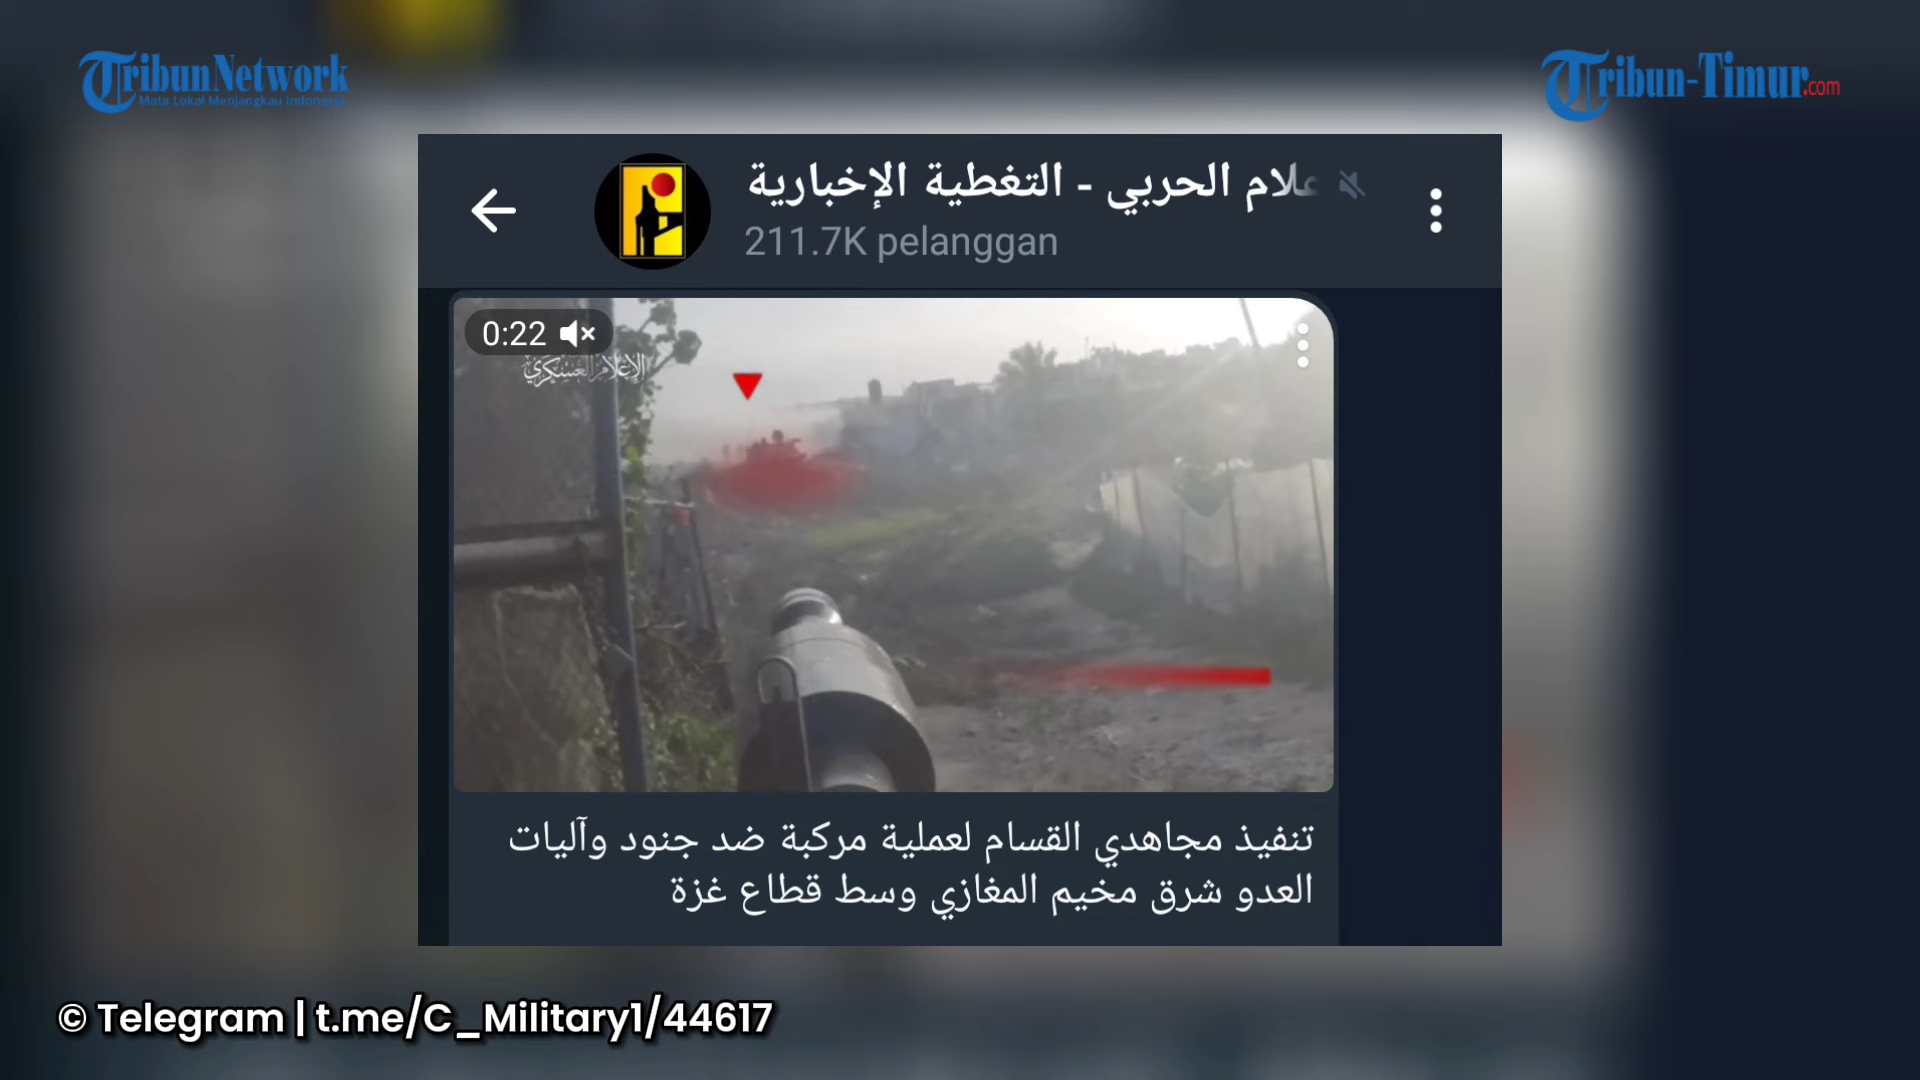 TribunNetwork
Mata Lokal Menjangkau Indonesia
Tribun-Timur.com
علام الحربي - التغطية الإخبارية
211.7K pelanggan
0:22
الإعلام العسكري
تنفيذ مجاهدي القسام لعملية مركبة ضد جنود وآليات
العدو شرق مخيم المغازي وسط قطاع غزة
© Telegram | t.me/C_Military1/44617